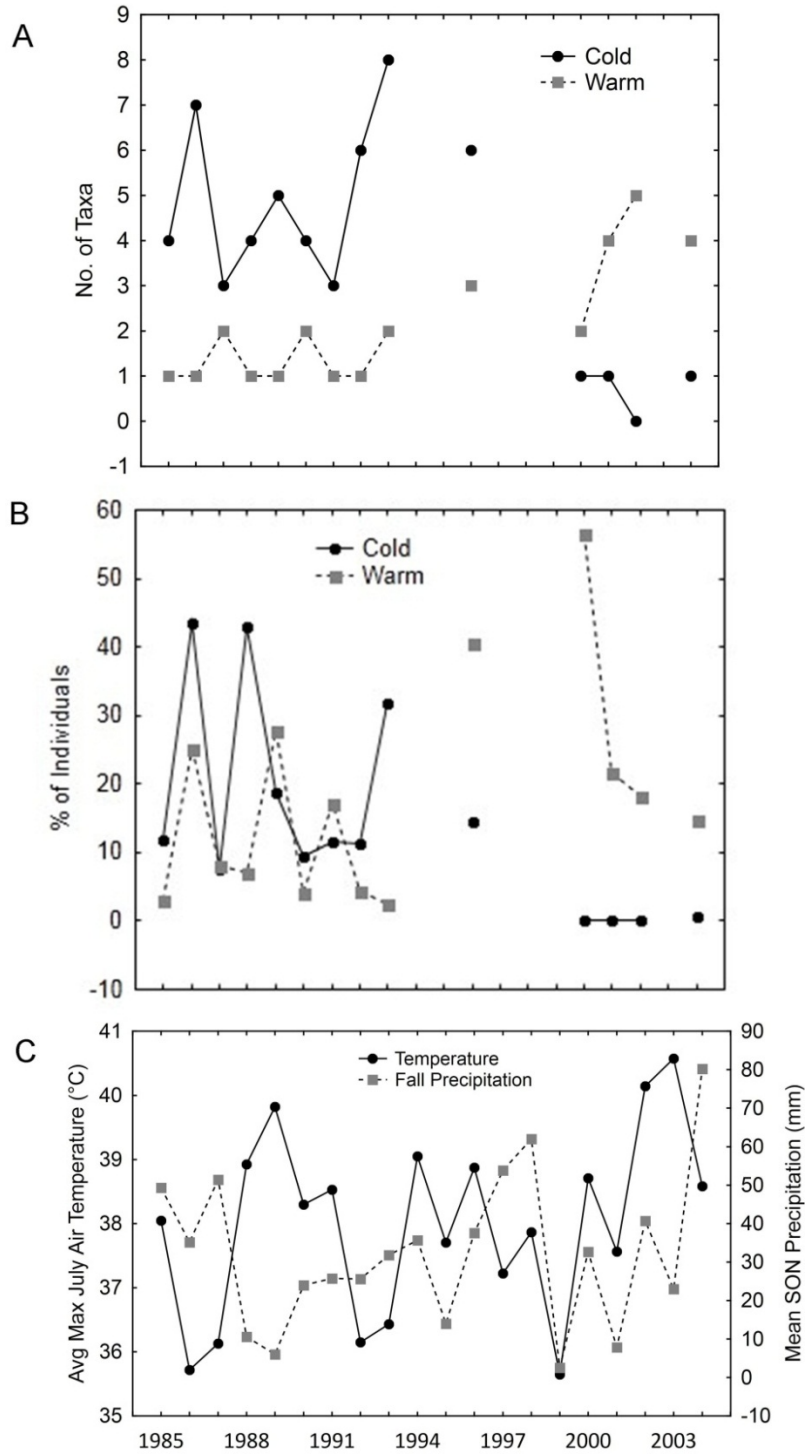 A
9
8
7
6
5
4
3
2
1
0
-1
No. of Taxa
Cold
Warm
B
60
50
40
30
20
10
0
-10
% of Individuals
Cold
Warm
C
41
40
39
38
37
36
35
Avg Max July Air Temperature (°C)
Temperature
Fall Precipitation
90
80
70
60
50
40
30
20
10
0
-10
Mean SON Precipitation (mm)
1985 1988 1991 1994 1997 2000 2003